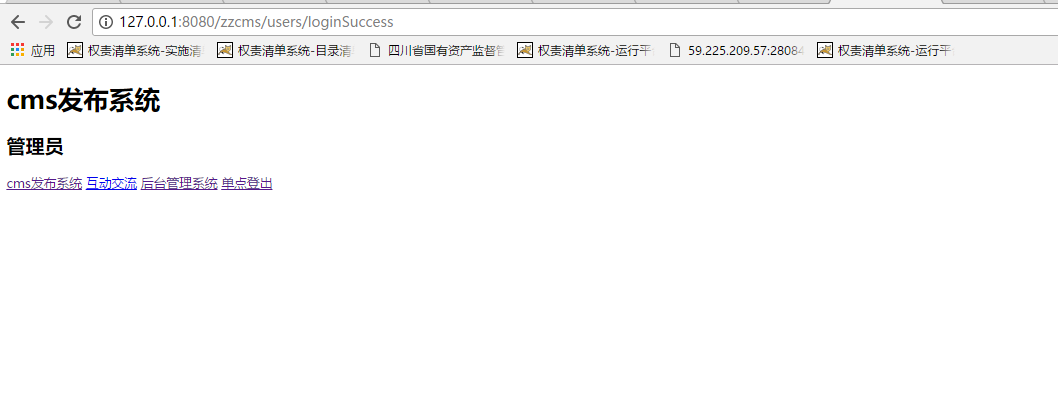 127.0.0.1:8080/zzcms/users/loginSuccess
应用 权责清单系统-实施清 权责清单系统-目录清 四川省国有资产监督管 权责清单系统-运行平 59.225.209.57:28084 权责清单系统-运行平
cms发布系统
管理员
cms发布系统 互动交流 后台管理系统 单点登出